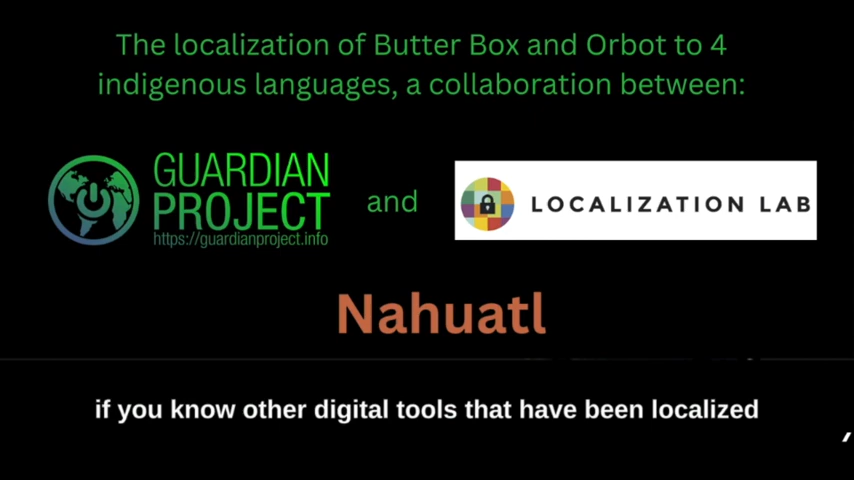 The localization of Butter Box and Orbot to 4
indigenous languages, a collaboration between:
GUARDIAN
PROJECT
https://guardianproject.info
and
LOCALIZATION LAB
Nahuatl
if you know other digital tools that have been localized